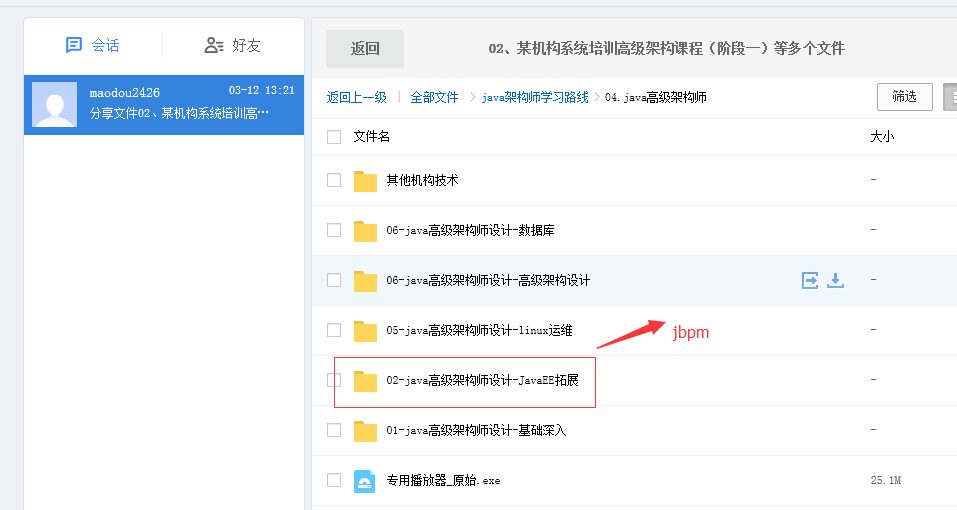 会话
好友
maodou2426
03-12 13:21
分享文件02、某机构系统培训高…
返回
02、某机构系统培训高级架构课程（阶段一）等多个文件
返回上一级 | 全部文件 > java架构师学习路线 > 04.java高级架构师
筛选
文件名
大小
其他机构技术
-
06-java高级架构师设计-数据库
-
06-java高级架构师设计-高级架构设计
-
05-java高级架构师设计-linux运维
-
jbpm
02-java高级架构师设计-JavaEE拓展
-
01-java高级架构师设计-基础深入
-
专用播放器_原始.exe
25.1M